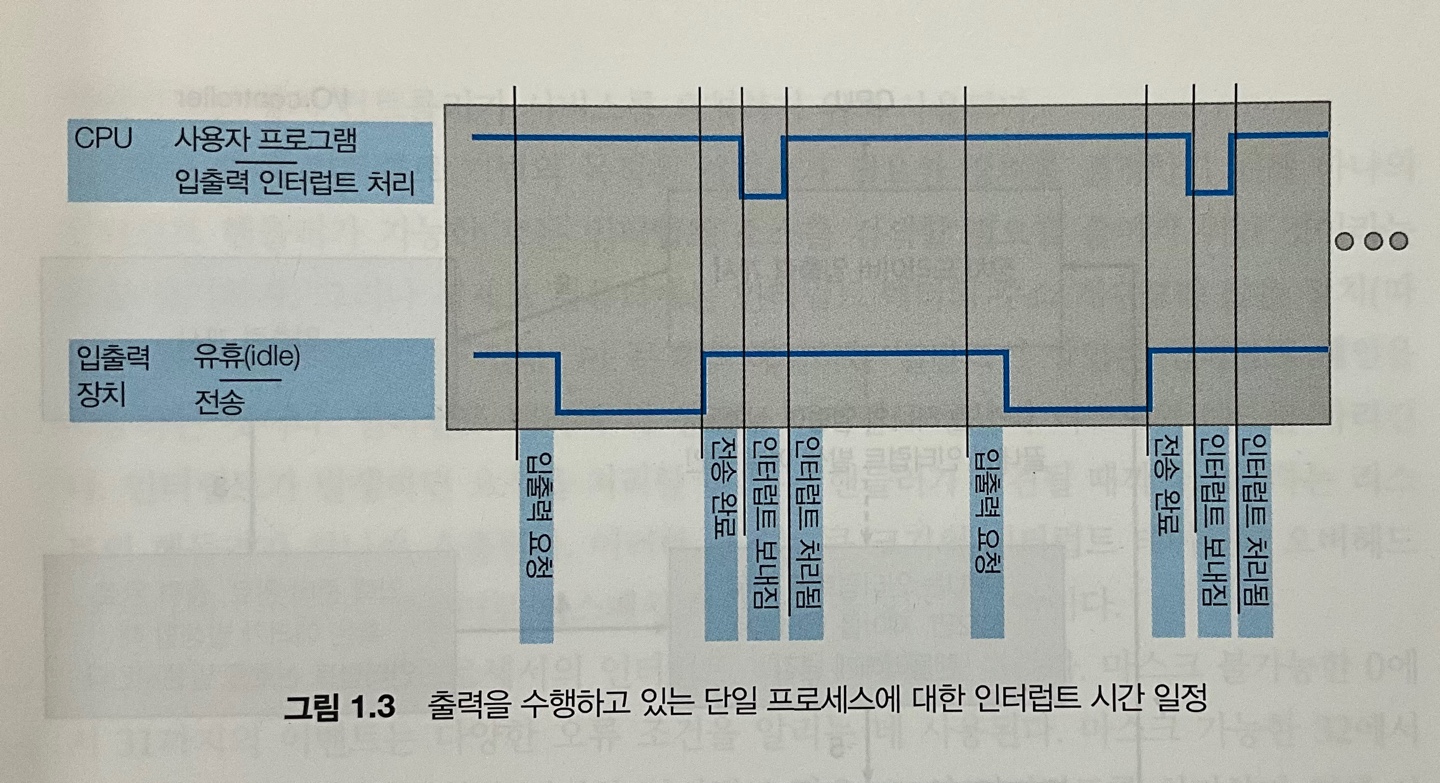 CPU 사용자 프로그램
입출력 인터럽트 처리
입출력 장치
유휴(idle)
전송
입출력 요청
전송 완료
인터럽트 보내짐
인터럽트 처리됨
입출력 요청
전송 완료
인터럽트 보내짐
인터럽트 처리됨
그림 1.3 출력을 수행하고 있는 단일 프로세스에 대한 인터럽트 시간 일정